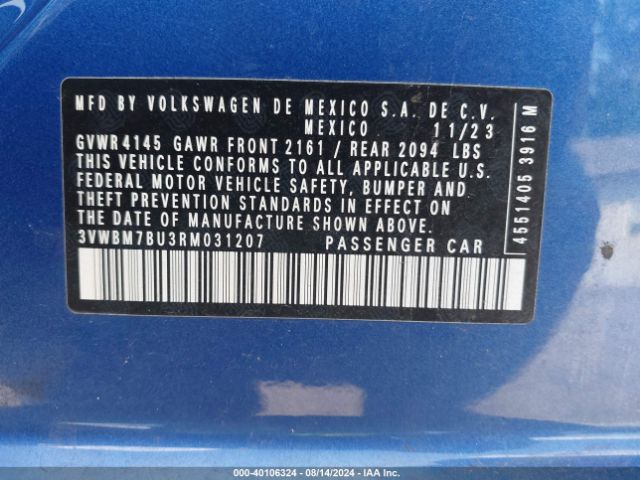 MFD BY VOLKSWAGEN DE MEXICO S.A. DE C.V.
MEXICO 11/23
GVWR 4145 GAWR FRONT 2161 / REAR 2094 LBS
THIS VEHICLE CONFORMS TO ALL APPLICABLE U.S.
FEDERAL MOTOR VEHICLE SAFETY, BUMPER AND
THEFT PREVENTION STANDARDS IN EFFECT ON
THE DATE OF MANUFACTURE SHOWN ABOVE.
3VWBM7BU3RM031207 PASSENGER CAR
4551405 3916 M
000-40106324 | 08/14/2024 | IAA Inc.